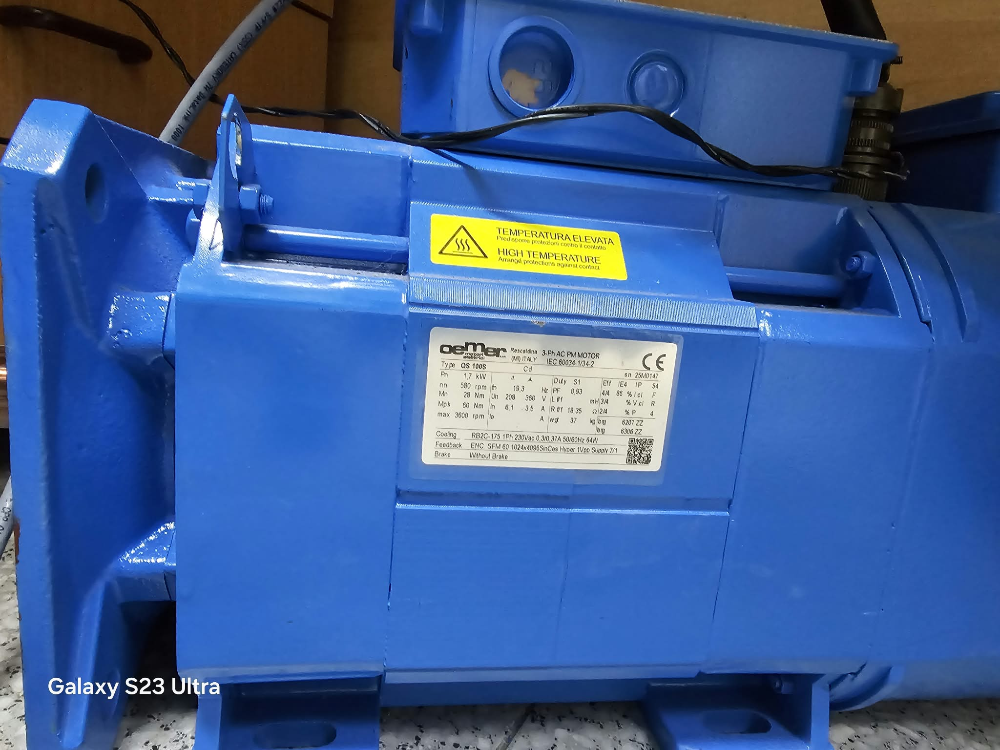 CATEGORY 7A
TEMPERATURA ELEVATA
Predisporre protezioni contro il contatto
HIGH TEMPERATURE
Arrange protections against contact
oemer
motori
elettrici
Rescaldina
(MI) ITALY
3-Ph AC PM MOTOR
IEC 60034-1/34-2
CE
Type QS 100S Cd sn 25M0147
Pn 1,7 kW Δ Duty S1 Eff IE4 IP 54
nn 580 rpm fn 19,3 Hz PF 0,93 4/4 86 % I.cl F
Mn 28 Nm Un 208 360 V L f/f mH 3/4 % V cl R
Mpk 60 Nm In 6,1 3,5 A R f/f 18,35 Ω 2/4 % P 4
max 3600 rpm Io A wgt 37 kg brg 6207 ZZ
brg 6306 ZZ
Cooling RB2C-175 1Ph 230Vac 0,3/0,37A 50/60Hz 64W
Feedback ENC SFM 60 1024x4096SinCos Hyper 1Vpp Supply 7/1
Brake Without Brake
Galaxy S23 Ultra